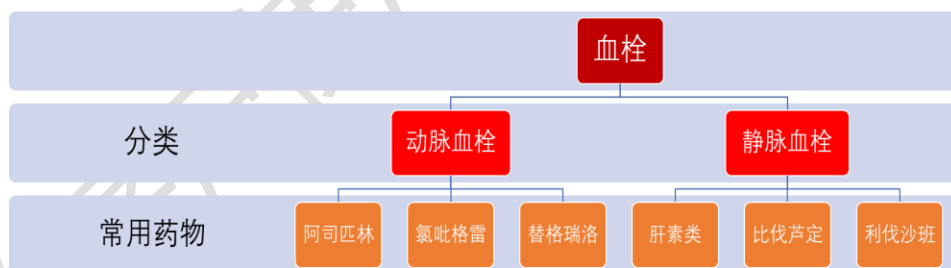 血栓
分类
动脉血栓
静脉血栓
常用药物
阿司匹林
氯吡格雷
替格瑞洛
肝素类
比伐芦定
利伐沙班